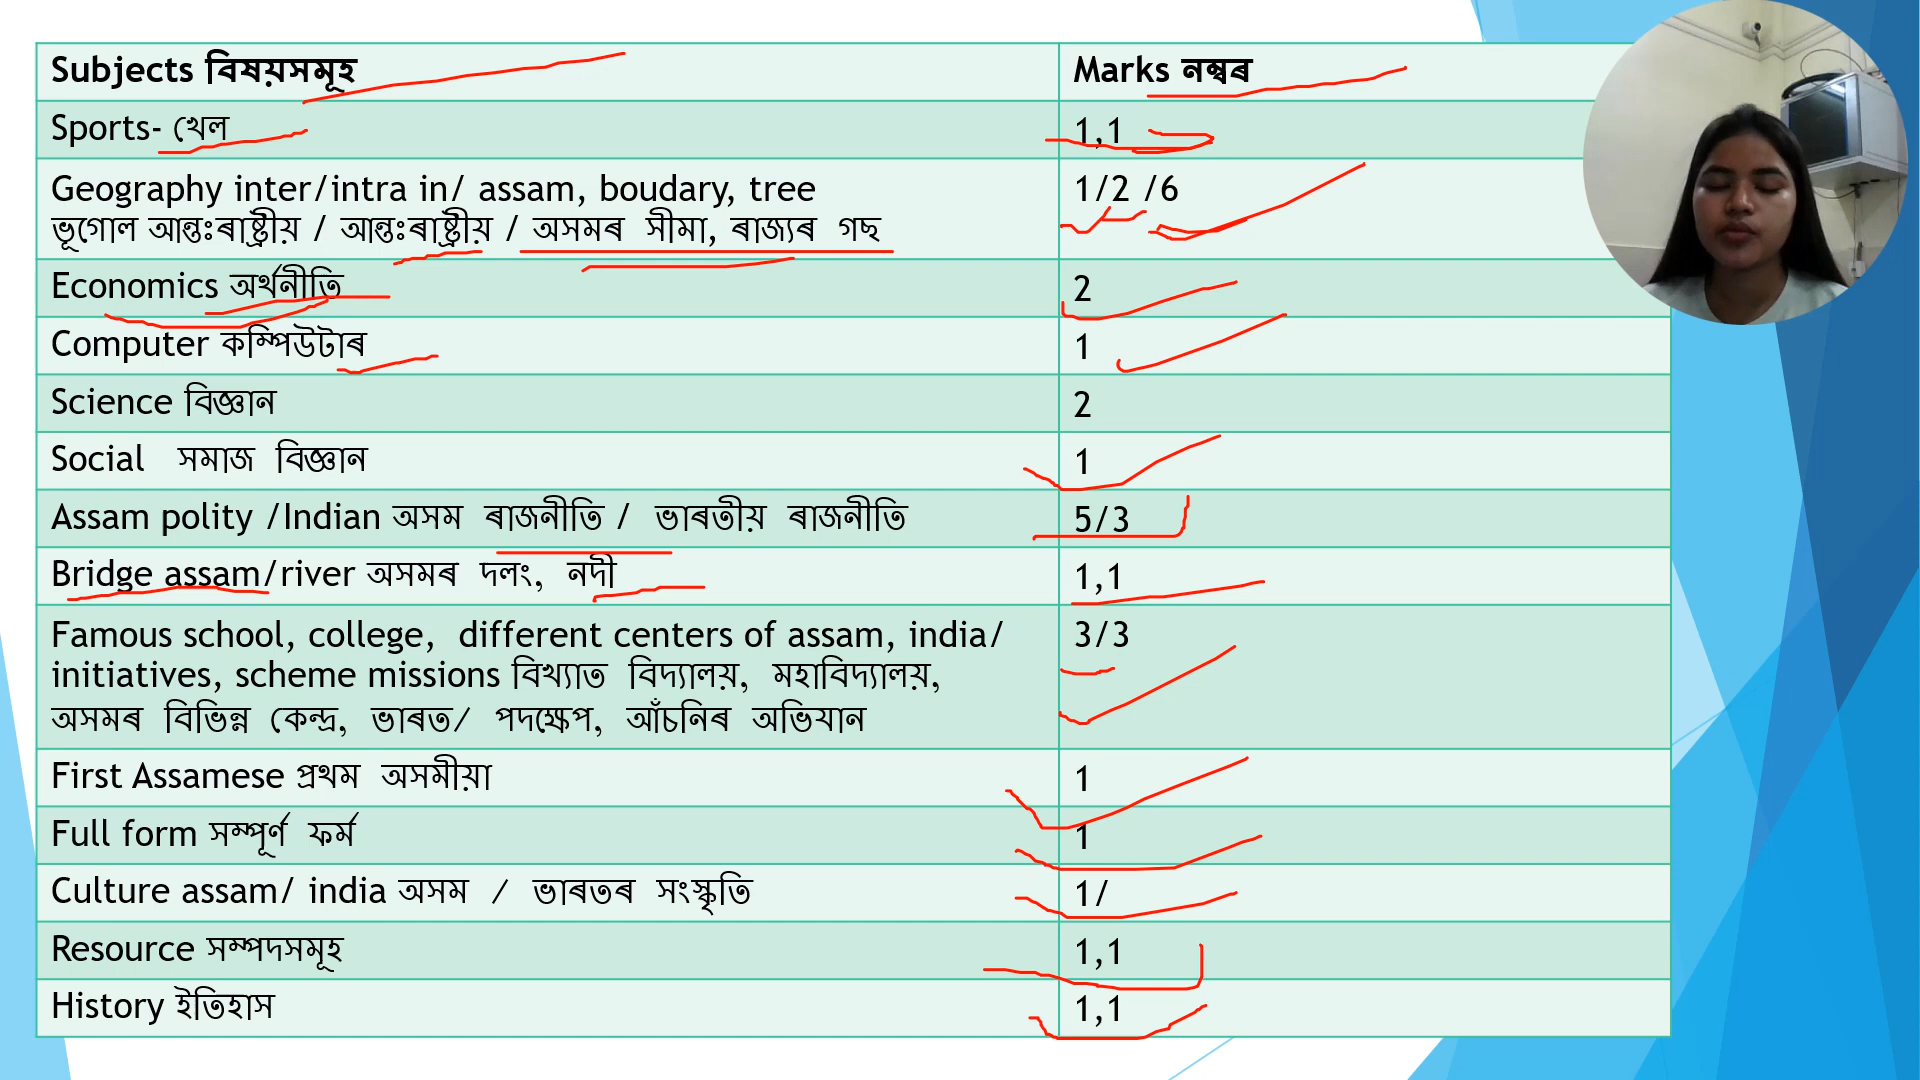 Subjects বিষয়সমূহ
Marks নম্বৰ
Sports- খেল
1,1
Geography inter/intra in/ assam, boudary, tree
ভূগোল আন্তঃৰাষ্ট্ৰীয় / আন্তঃৰাষ্ট্ৰীয় / অসমৰ সীমা, ৰাজ্যৰ গছ
1/2 /6
Economics অৰ্থনীতি
2
Computer কম্পিউটাৰ
1
Science বিজ্ঞান
2
Social সমাজ বিজ্ঞান
1
Assam polity /Indian অসম ৰাজনীতি / ভাৰতীয় ৰাজনীতি
5/3
Bridge assam/river অসমৰ দলং, নদী
1,1
Famous school, college, different centers of assam, india/
initiatives, scheme missions বিখ্যাত বিদ্যালয়, মহাবিদ্যালয়,
অসমৰ বিভিন্ন কেন্দ্ৰ, ভাৰত/ পদক্ষেপ, আঁচনিৰ অভিযান
3/3
First Assamese প্ৰথম অসমীয়া
1
Full form সম্পূৰ্ণ ফৰ্ম
1
Culture assam/ india অসম / ভাৰতৰ সংস্কৃতি
1/
Resource সম্পদসমূহ
1,1
History ইতিহাস
1,1